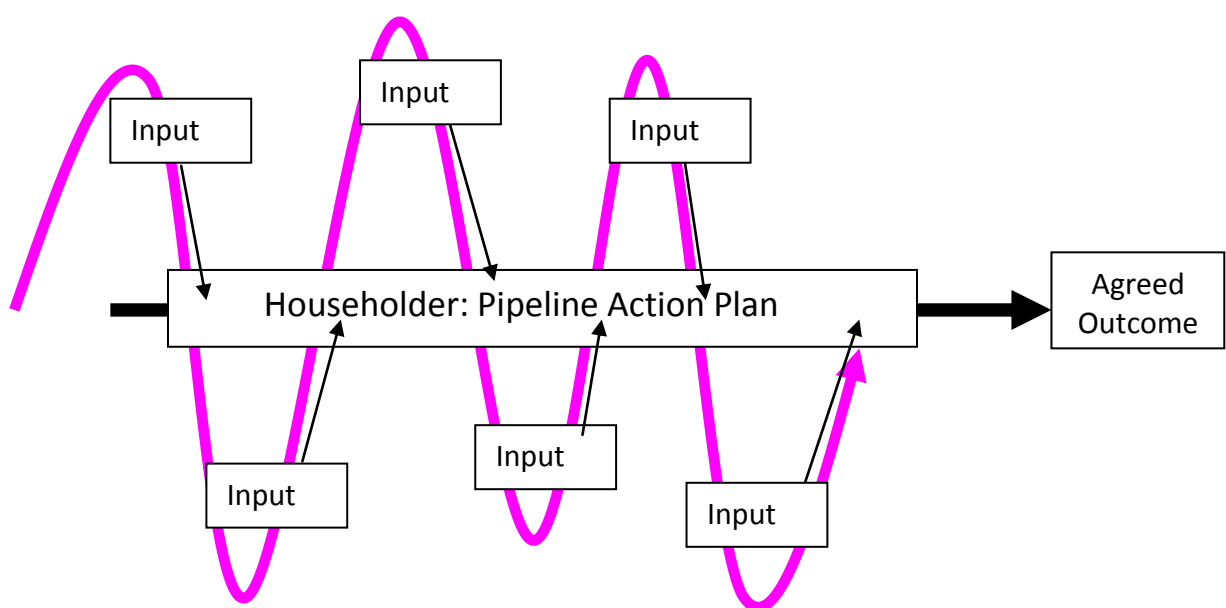 Input
Input
Input
Householder: Pipeline Action Plan
Agreed
Outcome
Input
Input
Input